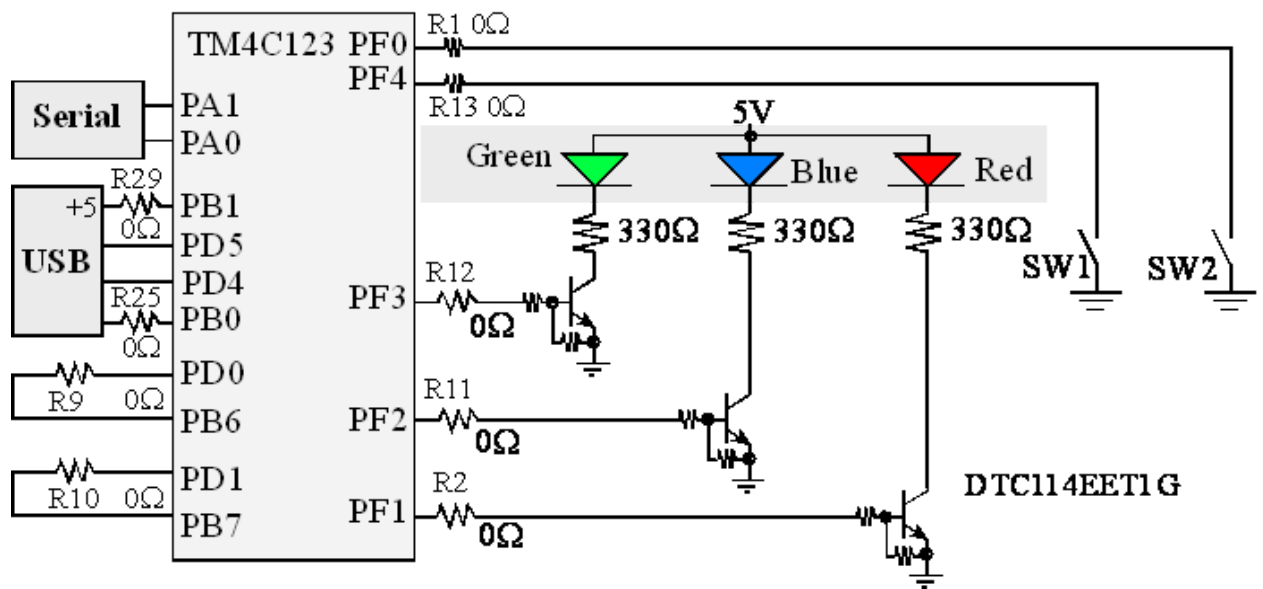 R1 0Ω
TM4C123 PF0
PF4
R13 0Ω
Serial
PA1
PA0
5V
Green
Blue
Red
R29
+5
0Ω
PB1
USB
PD5
PD4
R25
0Ω
PB0
330Ω
330Ω
330Ω
SW1
SW2
PF3
R12
0Ω
PD0
R9 0Ω
PB6
PF2
R11
0Ω
PD1
R10 0Ω
PB7
PF1
R2
0Ω
DTC114EET1G